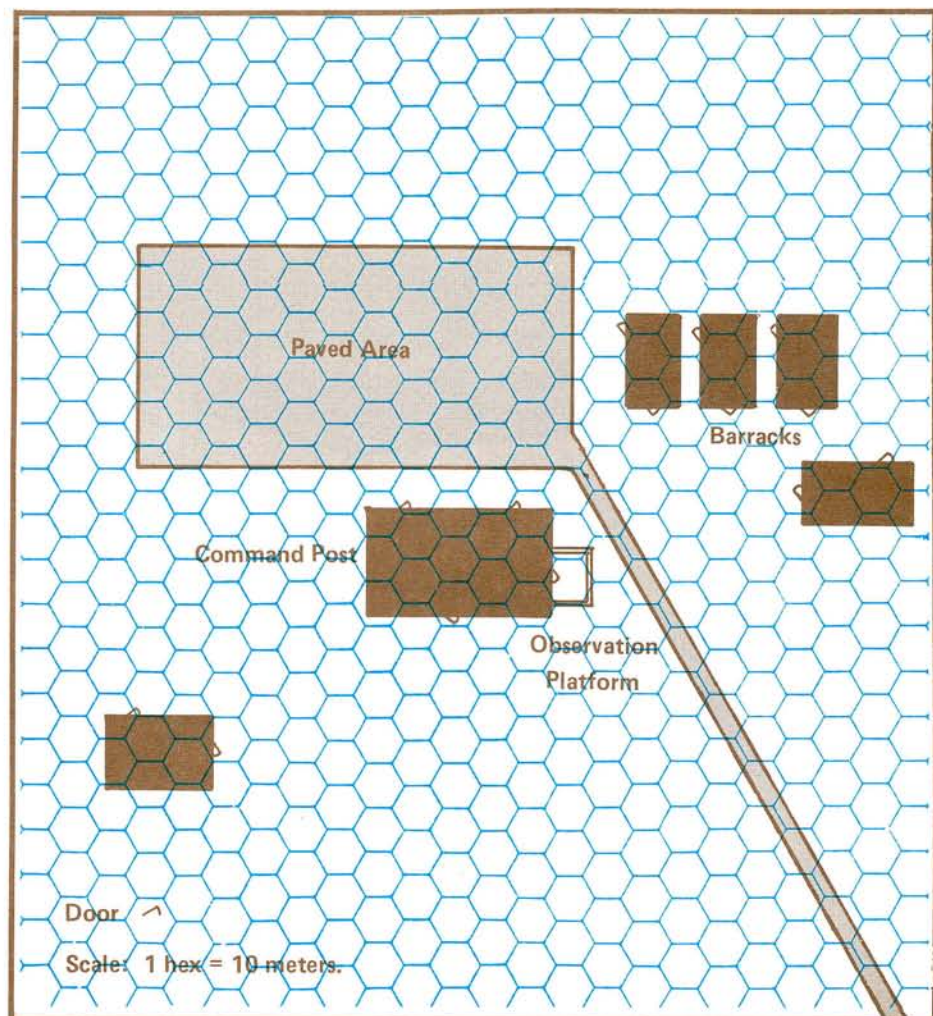 Paved Area
Barracks
Command Post
Observation
Platform
Door
Scale: 1 hex = 10 meters.